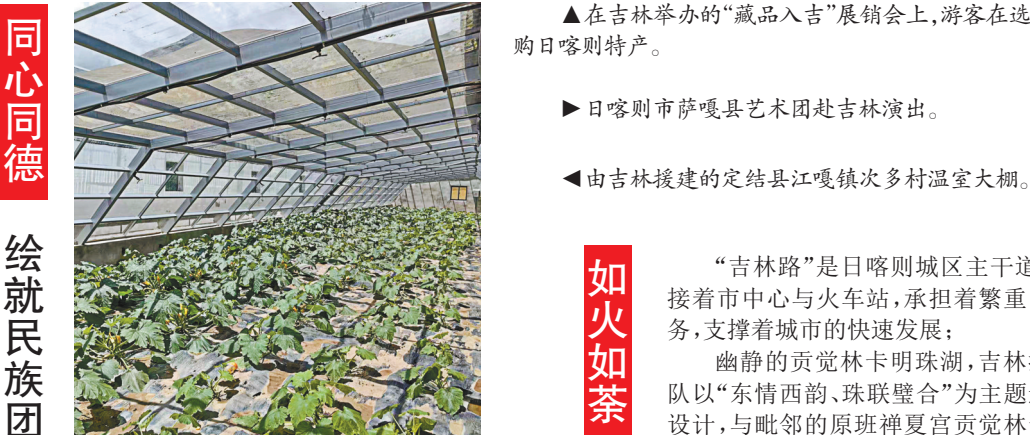 同心同德
绘就民族团
▲在吉林举办的“藏品入吉”展销会上,游客在选
购日喀则特产。
▶日喀则市萨嘎县艺术团赴吉林演出。
◀由吉林援建的定结县江嘎镇次多村温室大棚。
如火如荼
“吉林路”是日喀则城区主干道
接着市中心与火车站,承担着繁重
务,支撑着城市的快速发展;
幽静的贡觉林卡明珠湖,吉林
队以“东情西韵、珠联璧合”为主题
设计,与毗邻的原班禅夏宫贡觉林